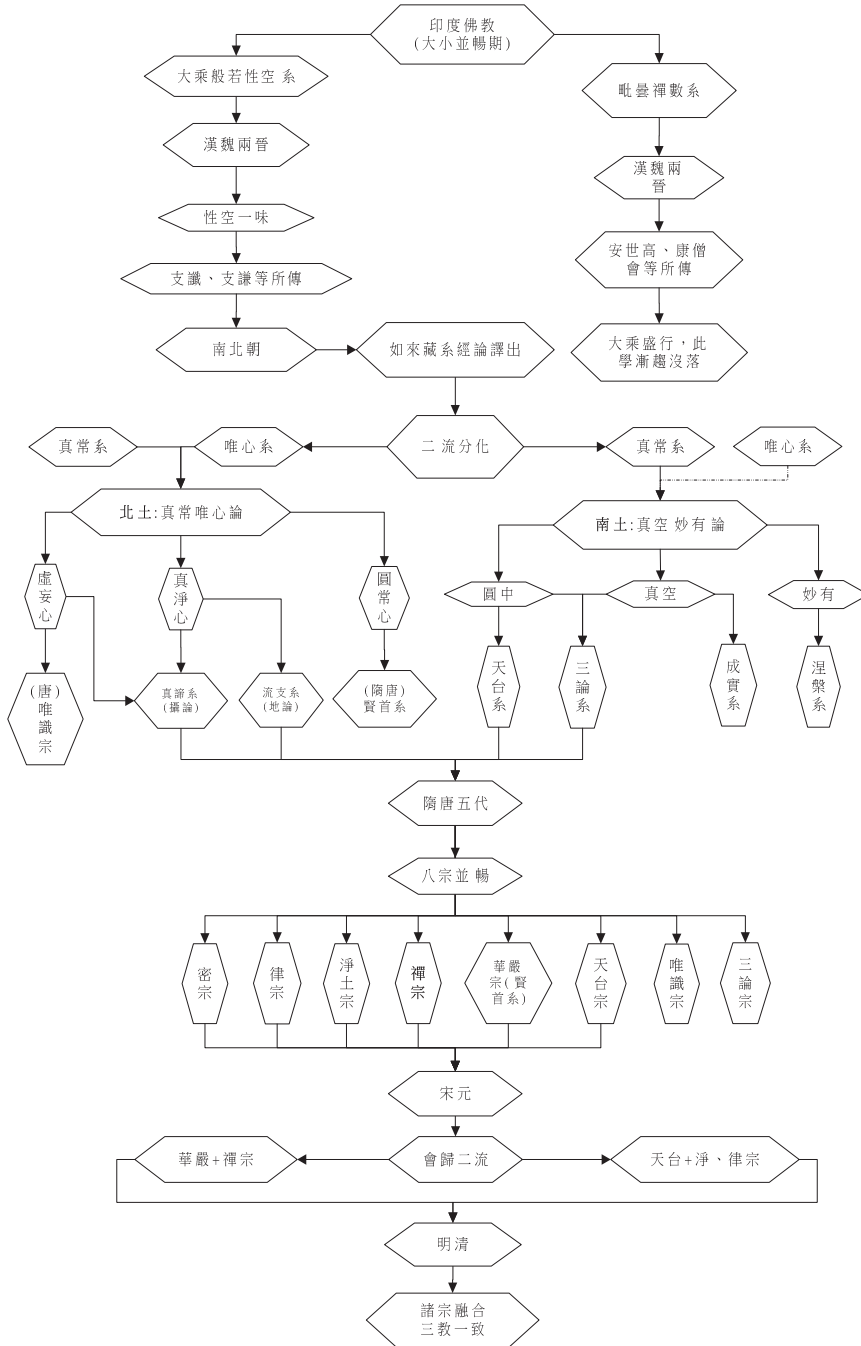 印度佛教
(大小並暢期)
大乘般若性空系
毗曇禪數系
漢魏兩晉
漢魏兩
晉
性空一味
安世高、康僧
會等所傳
支讖、支謙等所傳
南北朝
如來藏系經論譯出
大乘盛行，此
學漸趨沒落
真常系
唯心系
二流分化
真常系
唯心系
北土:真常唯心論
南土:真空妙有論
虛妄心
真淨心
圓常心
圓中
真空
妙有
(唐)
唯
識
宗
真諦系
(攝論)
流支系
(地論)
(隋唐)
賢首系
天台系
三論系
成實系
涅槃系
隋唐五代
八宗並暢
密宗
律宗
淨土宗
禪宗
華嚴
宗(賢
首系)
天台宗
唯識宗
三論宗
宋元
華嚴+禪宗
會歸二流
天台+淨、律宗
明清
諸宗融合
三教一致